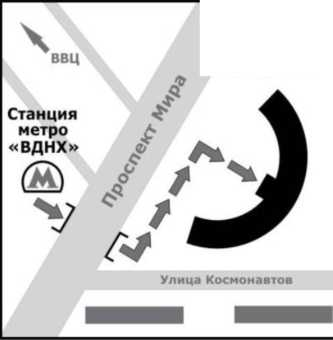 ВВЦ
Станция
метро
«ВДНХ»
М
Проспект Мира
Улица Космонавтов